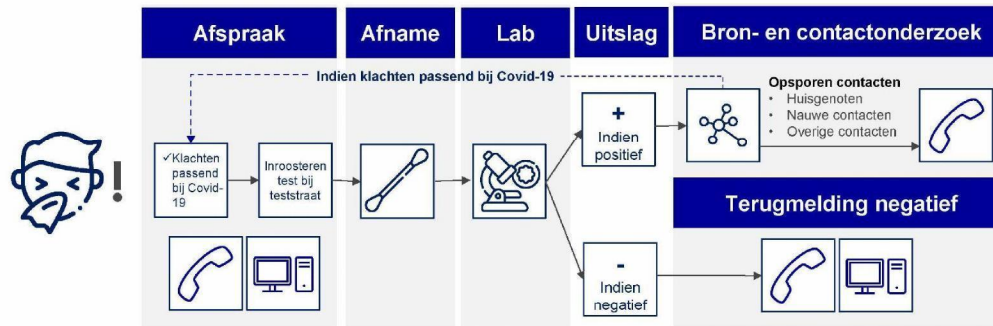 Afspraak
Afname
Lab
Uitslag
Bron- en contactonderzoek
Indien klachten passend bij Covid-19
Opsporen contacten
• Huisgenoten
• Nauwe contacten
• Overige contacten
✓Klachten
passend
bij Covid-
19
Inroosteren
test bij
teststraat
+
Indien
positief
!
Terugmelding negatief
-
Indien
negatief